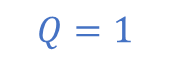 Q = 1